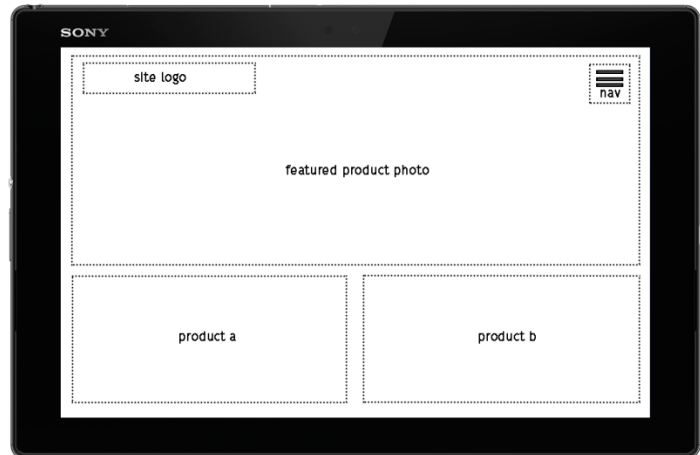 SONY
site logo
nav
featured product photo
product a
product b